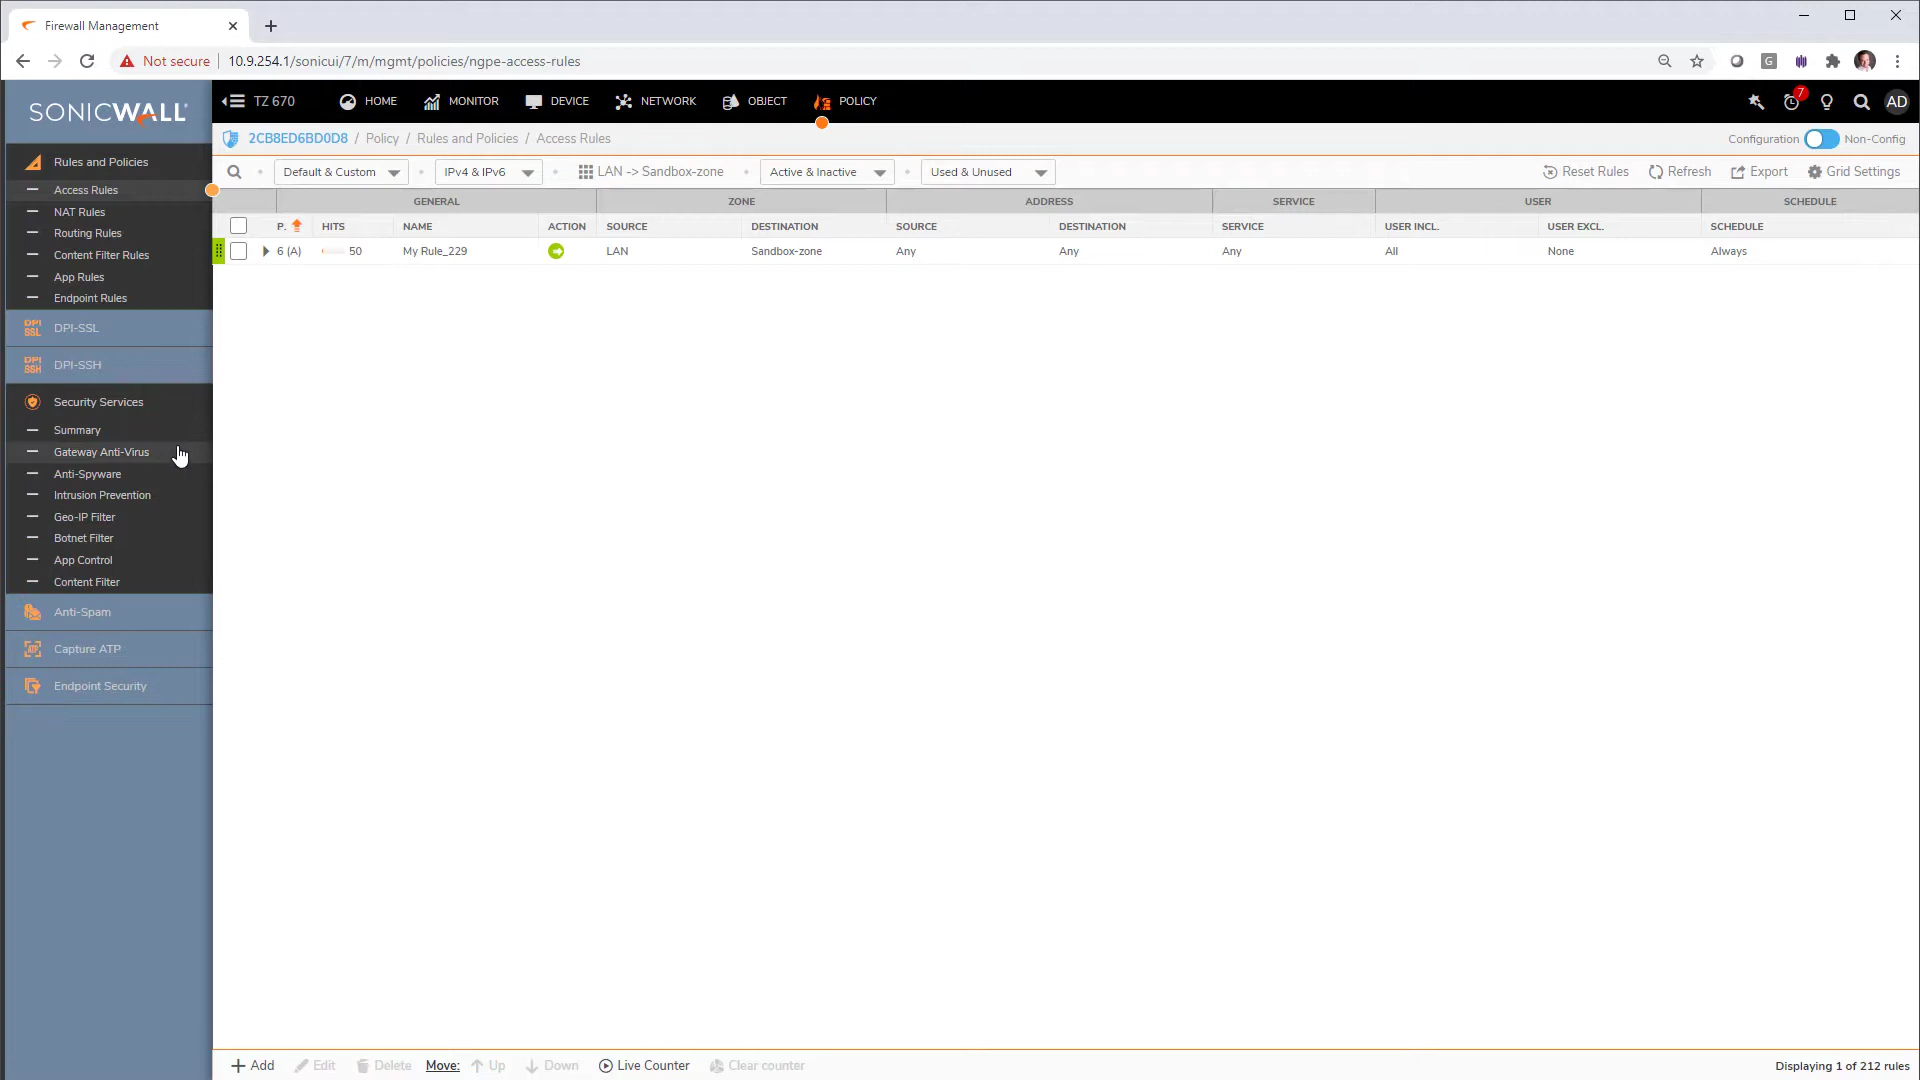 Firewall Management
Not secure
10.9.254.1/sonicui/7/m/mgmt/policies/ngpe-access-rules
G
SONICWALL
TZ 670
HOME
MONITOR
DEVICE
NETWORK
OBJECT
POLICY
7
AD
2CB8ED6BD0D8 / Policy / Rules and Policies / Access Rules
Configuration
Non-Config
Rules and Policies
Access Rules
NAT Rules
Routing Rules
Content Filter Rules
App Rules
Endpoint Rules
DPI SSL DPI-SSL
DPI SSH DPI-SSH
Security Services
Summary
Gateway Anti-Virus
Anti-Spyware
Intrusion Prevention
Geo-IP Filter
Botnet Filter
App Control
Content Filter
Anti-Spam
ATP Capture ATP
Endpoint Security
Default & Custom
IPv4 & IPv6
LAN -> Sandbox-zone
Active & Inactive
Used & Unused
Reset Rules
Refresh
Export
Grid Settings
GENERAL ZONE ADDRESS SERVICE USER SCHEDULE
P. HITS NAME ACTION SOURCE DESTINATION SOURCE DESTINATION SERVICE USER INCL. USER EXCL. SCHEDULE
6 (A) 50 My Rule_229 LAN Sandbox-zone Any Any Any All None Always
Add
Edit
Delete
Move:
Up
Down
Live Counter
Clear counter
Displaying 1 of 212 rules